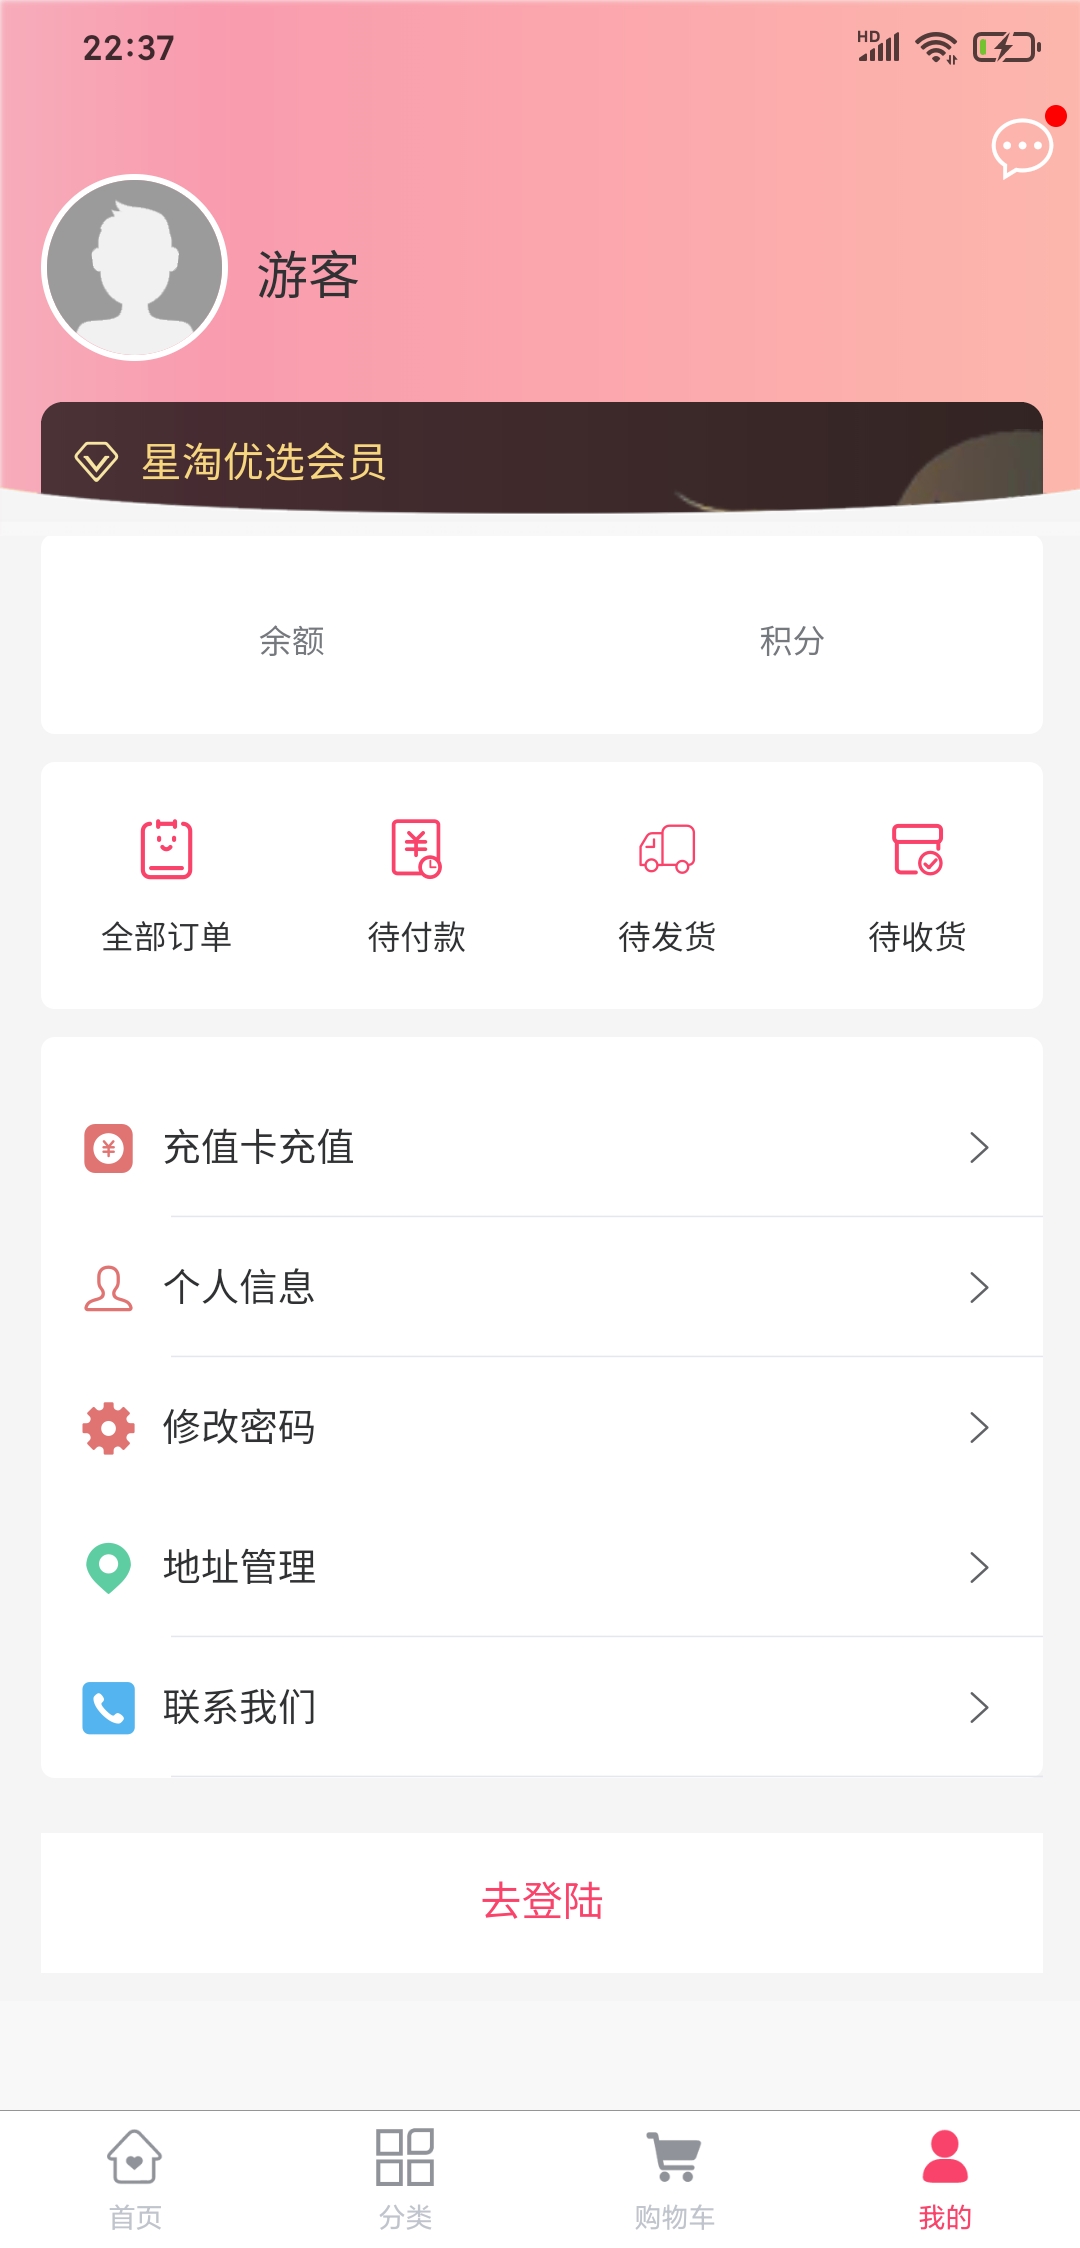 22:37
HD
游客
星淘优选会员
余额 积分
全部订单 待付款 待发货 待收货
充值卡充值
个人信息
修改密码
地址管理
联系我们
去登陆
首页 分类 购物车 我的